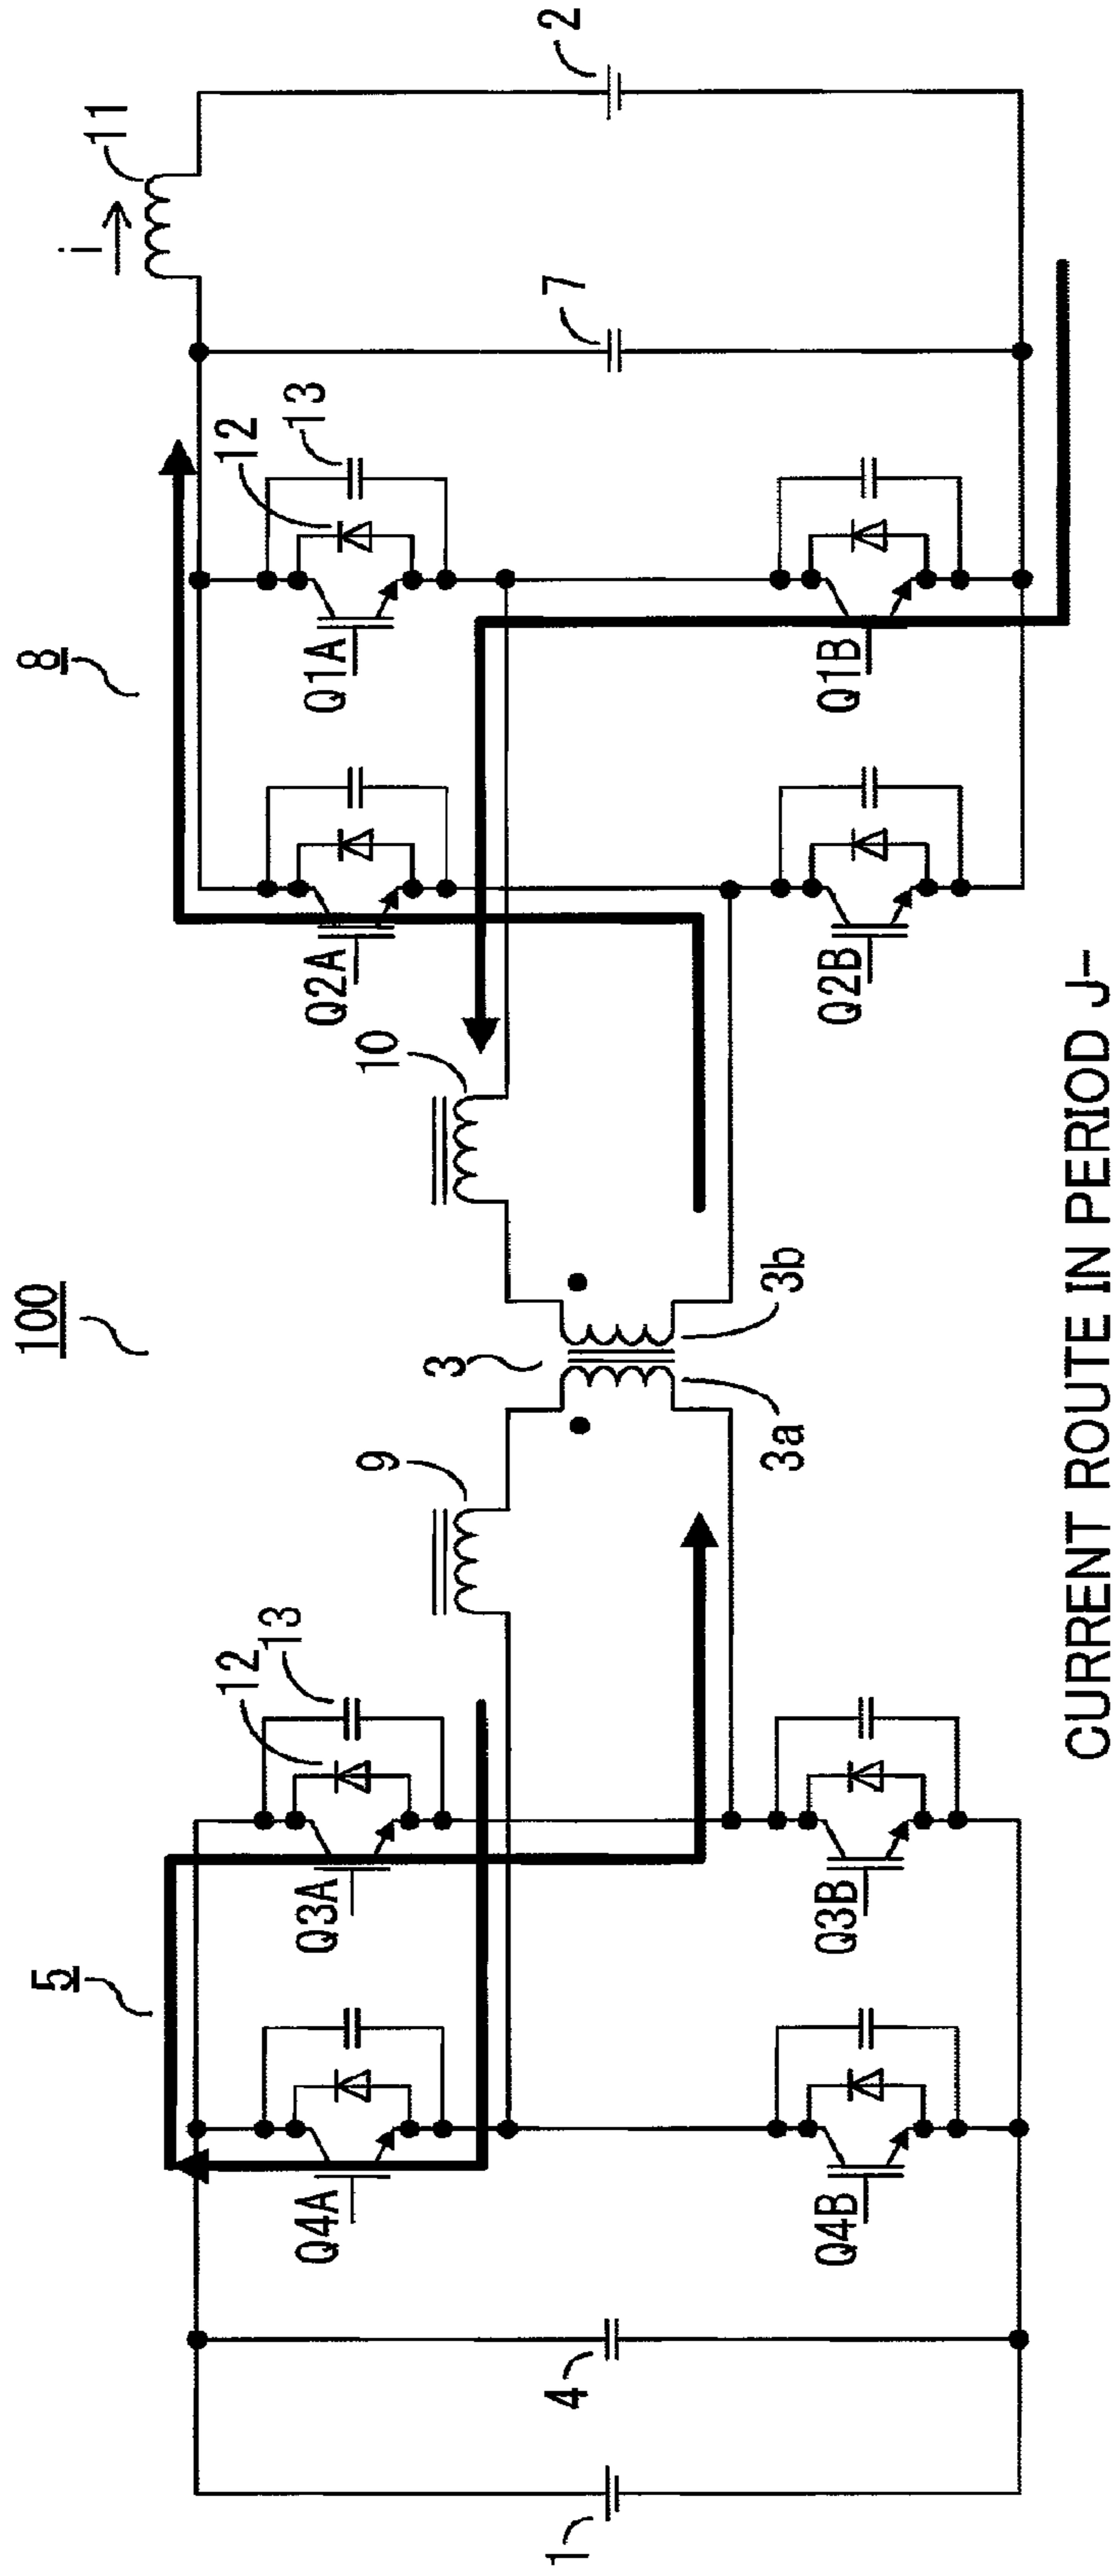 100
5
8
i
11
12
13
12
13
9
10
Q4A
Q3A
Q2A
Q1A
1
4
3
7
2
3a
3b
Q4B
Q3B
Q2B
Q1B
CURRENT ROUTE IN PERIOD J-